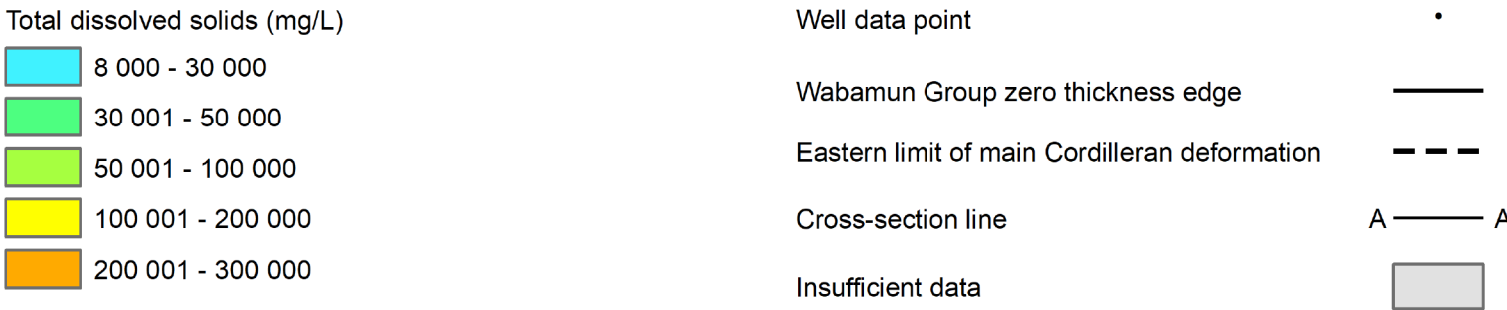 Total dissolved solids (mg/L)
8 000 - 30 000
30 001 - 50 000
50 001 - 100 000
100 001 - 200 000
200 001 - 300 000
Well data point
Wabamun Group zero thickness edge
Eastern limit of main Cordilleran deformation
Cross-section line A A
Insufficient data